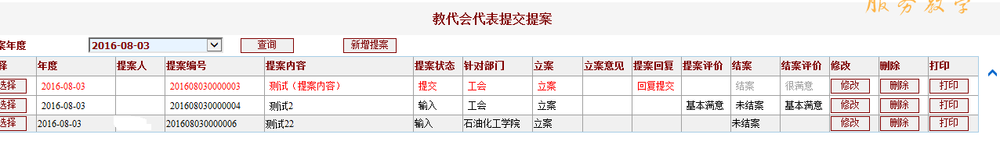 服务教学
教代会代表提交提案
案年度 2016-08-03 查询 新增提案
择 年度 提案人 提案编号 提案内容 提案状态 针对部门 立案 立案意见 提案回复 提案评价 结案 结案评价 修改 删除 打印
选择 2016-08-03 201608030000003 测试（提案内容） 提交 工会 立案 回复提交 结案 很满意 修改 删除 打印
选择 2016-08-03 201608030000004 测试2 输入 工会 立案 基本满意 未结案 基本满意 修改 删除 打印
选择 2016-08-03 201608030000006 测试22 输入 石油化工学院 立案 未结案 修改 删除 打印